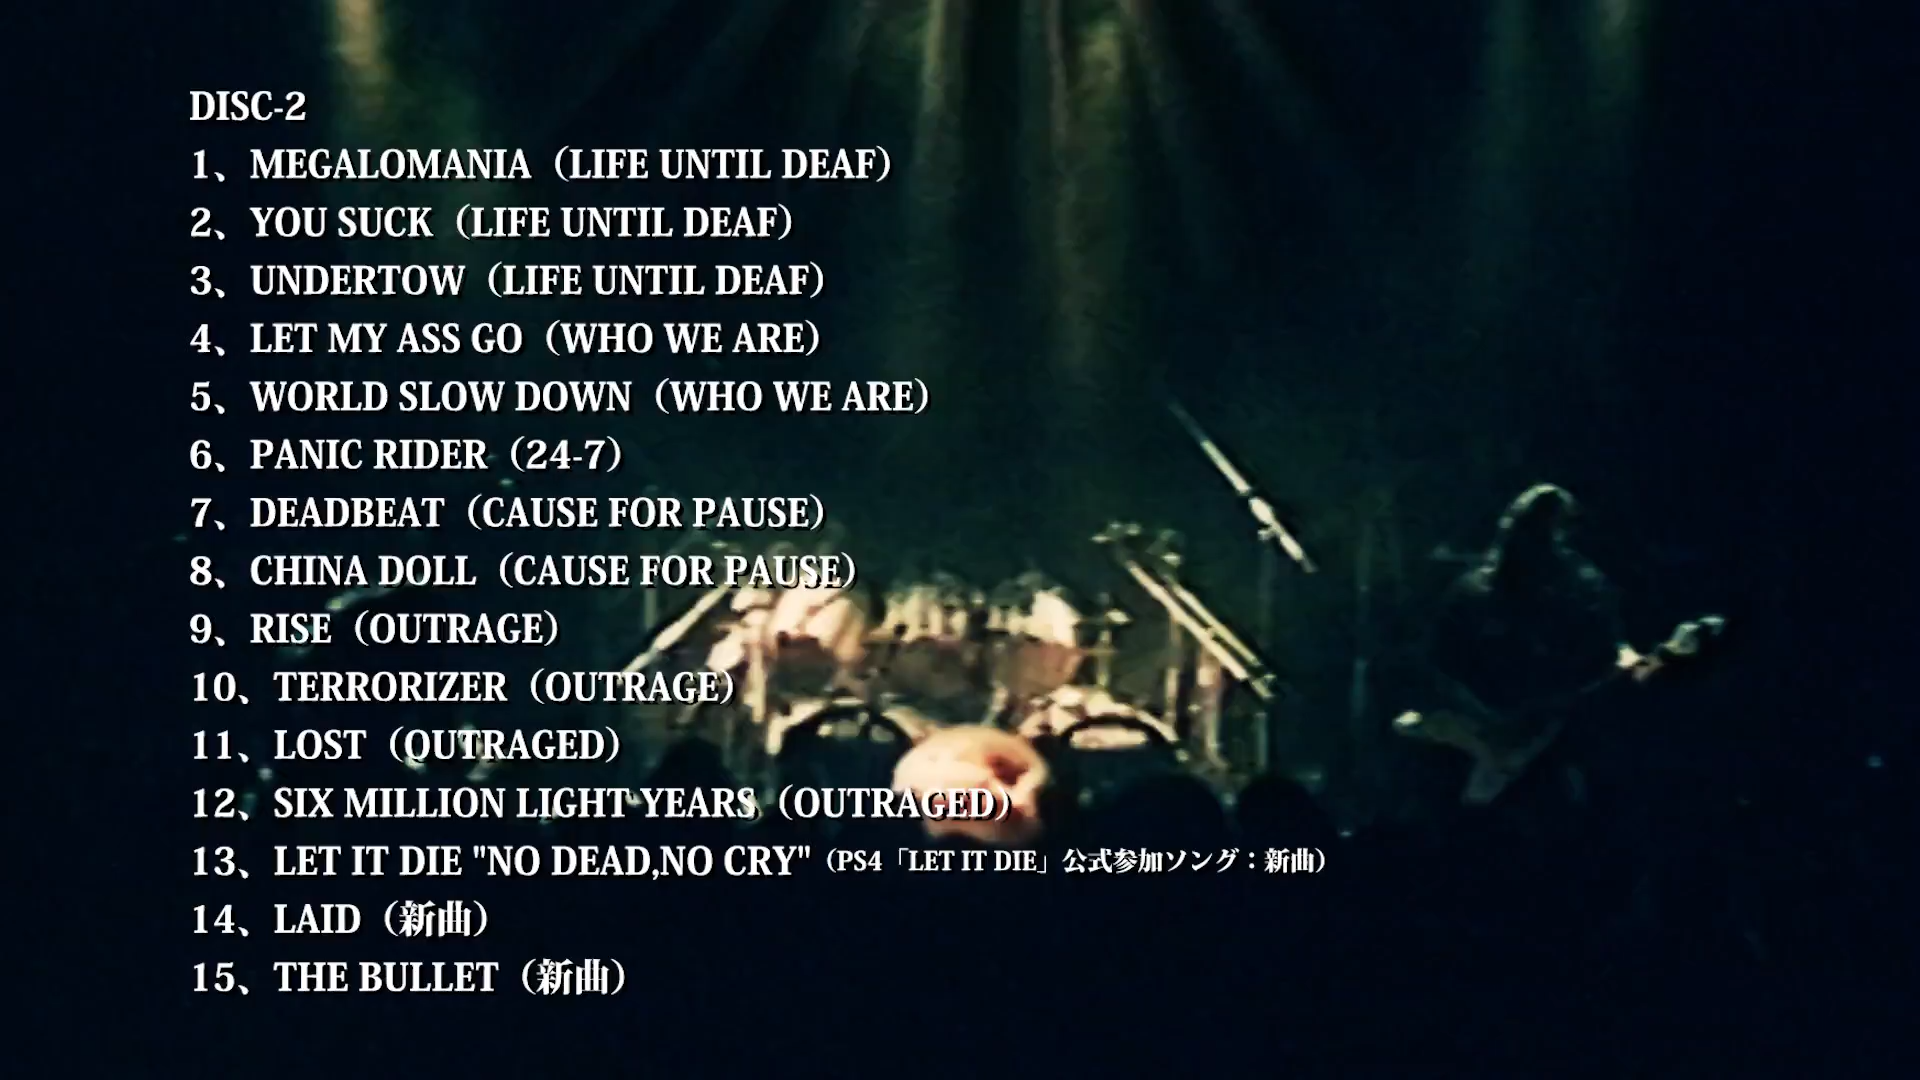 DISC-2
1、MEGALOMANIA（LIFE UNTIL DEAF）
2、YOU SUCK（LIFE UNTIL DEAF）
3、UNDERTOW（LIFE UNTIL DEAF）
4、LET MY ASS GO（WHO WE ARE）
5、WORLD SLOW DOWN（WHO WE ARE）
6、PANIC RIDER（24-7）
7、DEADBEAT（CAUSE FOR PAUSE）
8、CHINA DOLL（CAUSE FOR PAUSE）
9、RISE（OUTRAGE）
10、TERRORIZER（OUTRAGE）
11、LOST（OUTRAGED）
12、SIX MILLION LIGHT YEARS（OUTRAGED）
13、LET IT DIE "NO DEAD,NO CRY"（PS4「LET IT DIE」公式参加ソング：新曲）
14、LAID（新曲）
15、THE BULLET（新曲）